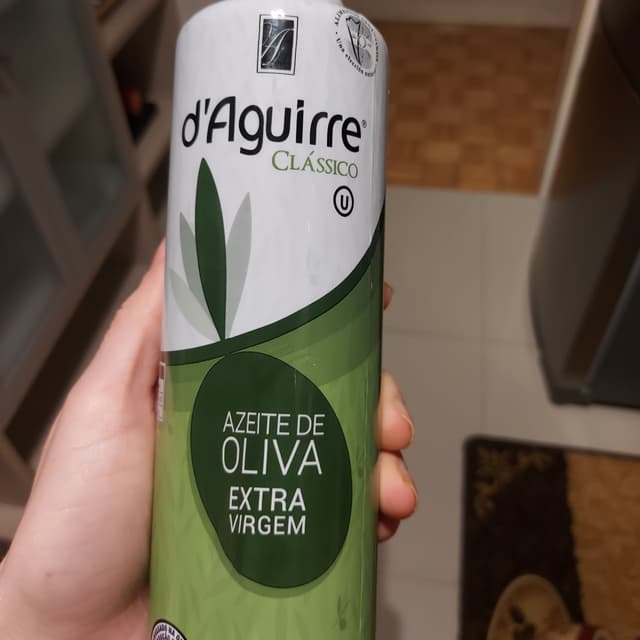 d'Aguirre®
CLÁSSICO
U
AZEITE DE
OLIVA
EXTRA
VIRGEM